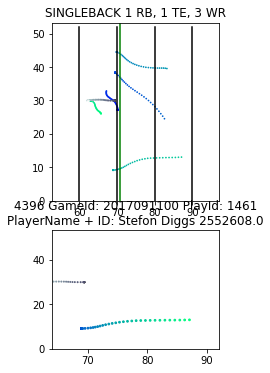 SINGLEBACK 1 RB, 1 TE, 3 WR
50
40
30
20
10
0
60 70 80 90
4396 GameId: 2017091100 PlayId: 1461
PlayerName + ID: Stefon Diggs 2552608.0
40
20
0
70 80 90